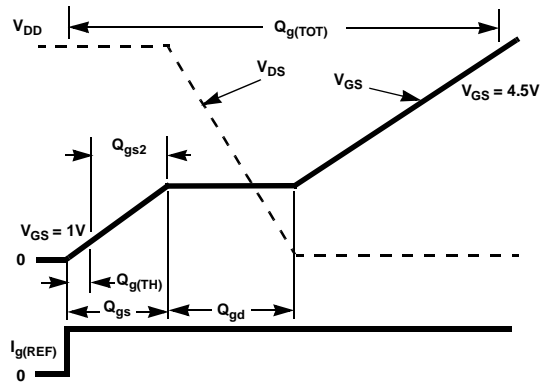 V_DD
Q_g(TOT)
V_DS
V_GS
V_GS = 4.5V
Q_gs2
V_GS = 1V
0
Q_g(TH)
Q_gs
Q_gd
I_g(REF)
0